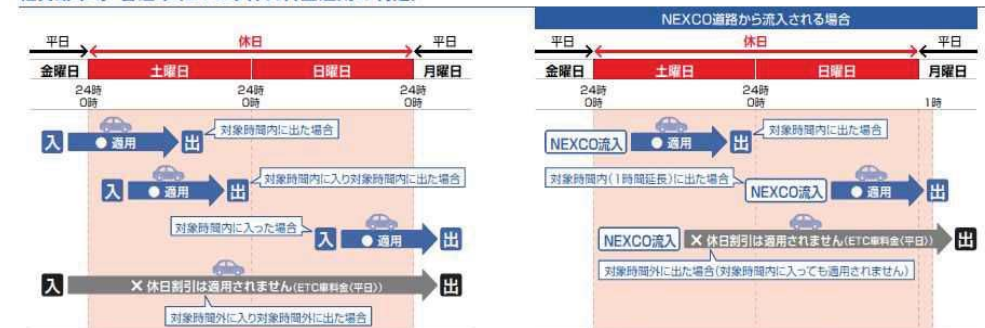 NEXCO道路から流入される場合
平日 休日 平日
金曜日 土曜日 日曜日 月曜日
24時 24時 24時
0時 0時 0時
入 ●適用 出 対象時間内に出た場合
入 ●適用 出 対象時間内に入り対象時間内に出た場合
対象時間内に入った場合 入 ●適用 出
入 ×休日割引は適用されません(ETC車料金(平日)) 出
対象時間外に入り対象時間外に出た場合
平日 休日 平日
金曜日 土曜日 日曜日 月曜日
24時 24時
0時 0時 1時
NEXCO流入 ●適用 出 対象時間内に出た場合
対象時間内(1時間延長)に出た場合 NEXCO流入 ●適用 出
NEXCO流入 ×休日割引は適用されません(ETC車料金(平日)) 出
対象時間外に出た場合(対象時間内に入っても適用されません)